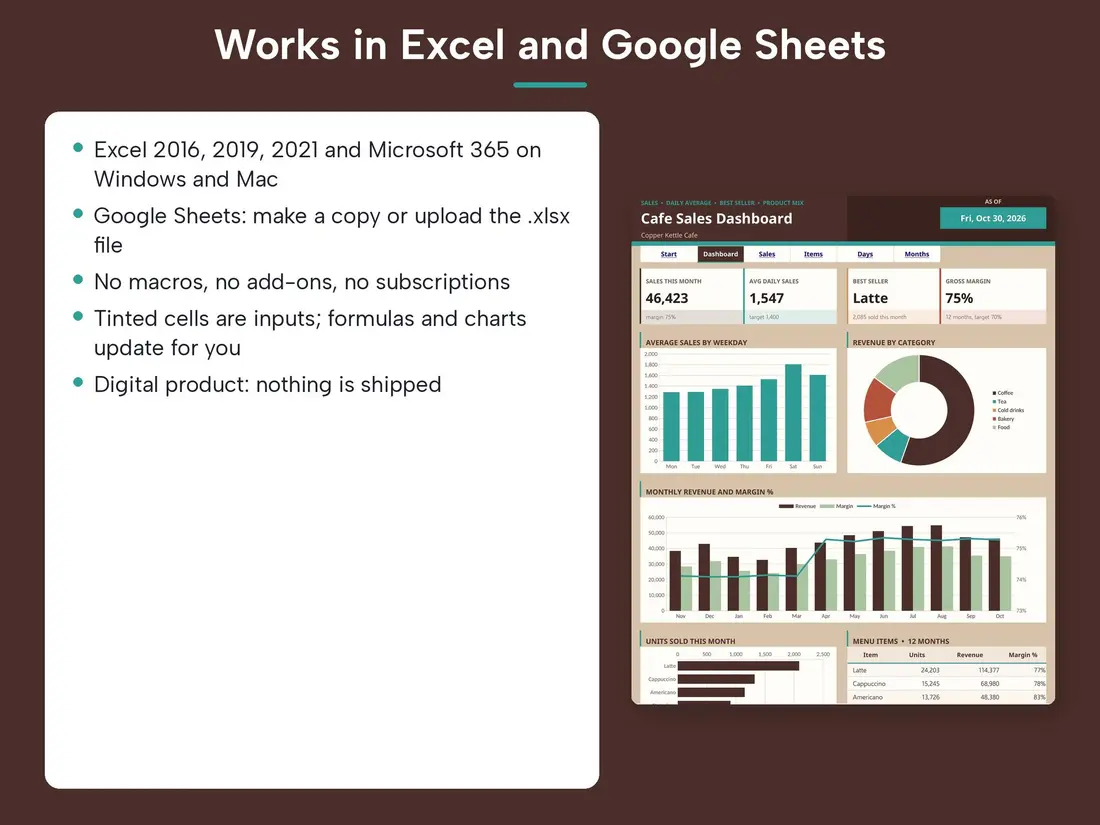 Works in Excel and Google Sheets
Excel 2016, 2019, 2021 and Microsoft 365 on
Windows and Mac
Google Sheets: make a copy or upload the .xlsx
file
No macros, no add-ons, no subscriptions
Tinted cells are inputs; formulas and charts
update for you
Digital product: nothing is shipped
SALES • DAILY AVERAGE • BEST SELLER • PRODUCT MIX
Cafe Sales Dashboard
Copper Kettle Cafe
AS OF
Fri, Oct 30, 2026
Start Dashboard Sales Items Days Months
SALES THIS MONTH
46,423
margin 75%
AVG DAILY SALES
1,547
target 1,400
BEST SELLER
Latte
2,085 sold this month
GROSS MARGIN
75%
12 months, target 70%
AVERAGE SALES BY WEEKDAY
2,000
1,800
1,600
1,400
1,200
1,000
800
600
400
200
0
Mon Tue Wed Thu Fri Sat Sun
REVENUE BY CATEGORY
Coffee
Tea
Cold drinks
Bakery
Food
MONTHLY REVENUE AND MARGIN %
Revenue Margin Margin %
60,000
50,000
40,000
30,000
20,000
10,000
0
76%
75%
74%
73%
Nov Dec Jan Feb Mar Apr May Jun Jul Aug Sep Oct
UNITS SOLD THIS MONTH
0 500 1,000 1,500 2,000 2,500
Latte
Cappuccino
Americano
MENU ITEMS • 12 MONTHS
Item Units Revenue Margin %
Latte 24,203 114,377 77%
Cappuccino 15,245 68,980 78%
Americano 13,726 48,380 83%